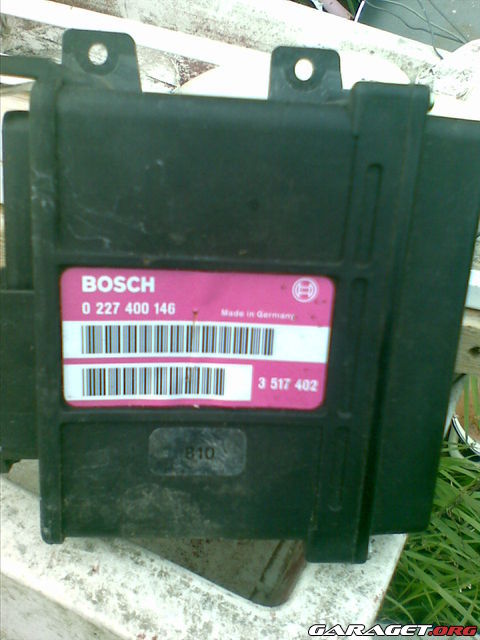 BOSCH
0 227 400 146
Made in Germany
3 517 402
810
GARAGET.ORG